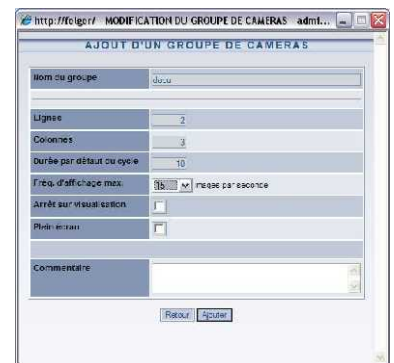 http://felger/ MODIFICATION DU GROUPE DE CAMERAS admi...
AJOUT D'UN GROUPE DE CAMERAS
Nom du groupe
Lignes 2
Colonnes 3
Durée par défaut du cycle 10
Fréq. d'affichage max. 15 images par seconde
Arrêt sur visualisation
Plein écran
Commentaire
Retour Ajouter